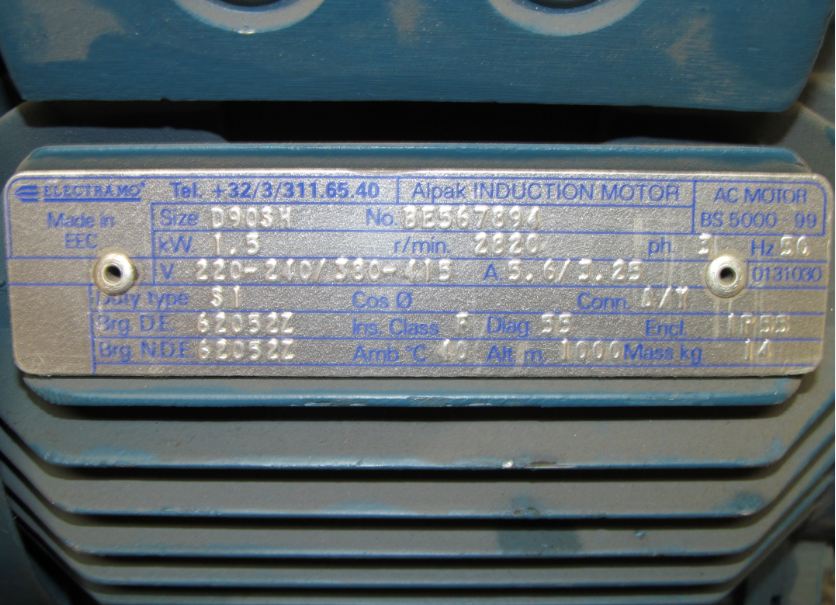 ELECTRAMO Tel. +32/3/311.65.40 Alpak INDUCTION MOTOR AC MOTOR
Made in EEC Size D90SH No. BE567894 BS 5000 - 99
kW. 1.5 r/min. 2820 ph 3 Hz 50
V 220-240/380-415 A. 5.6/3.25 0131030
Duty type S1 Cos Ø Conn. Δ/Y
Brg. D.E. 6205ZZ Ins. Class F Diag. 55 Encl. IP55
Brg. N.D.E. 6205ZZ Amb °C 40 Alt m. 1000 Mass kg. 14